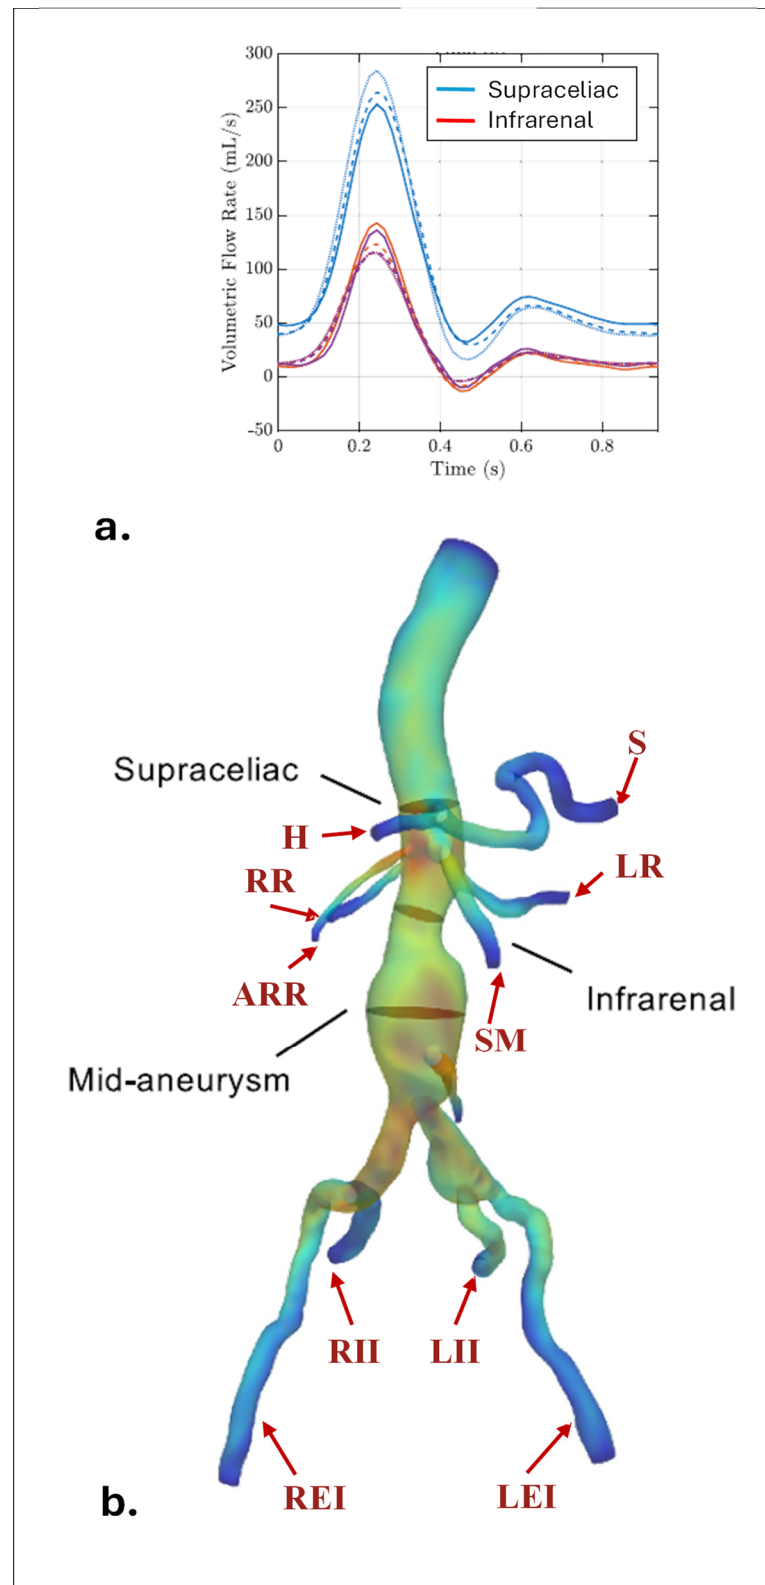 300
250
200
150
100
50
0
-50
Volumetric Flow Rate (mL/s)
Supraceliac
Infrarenal
0
0.2
0.4
0.6
0.8
Time (s)
a.
Supraceliac
S
H
RR
LR
ARR
Infrarenal
SM
Mid-aneurysm
RII
LII
REI
LEI
b.